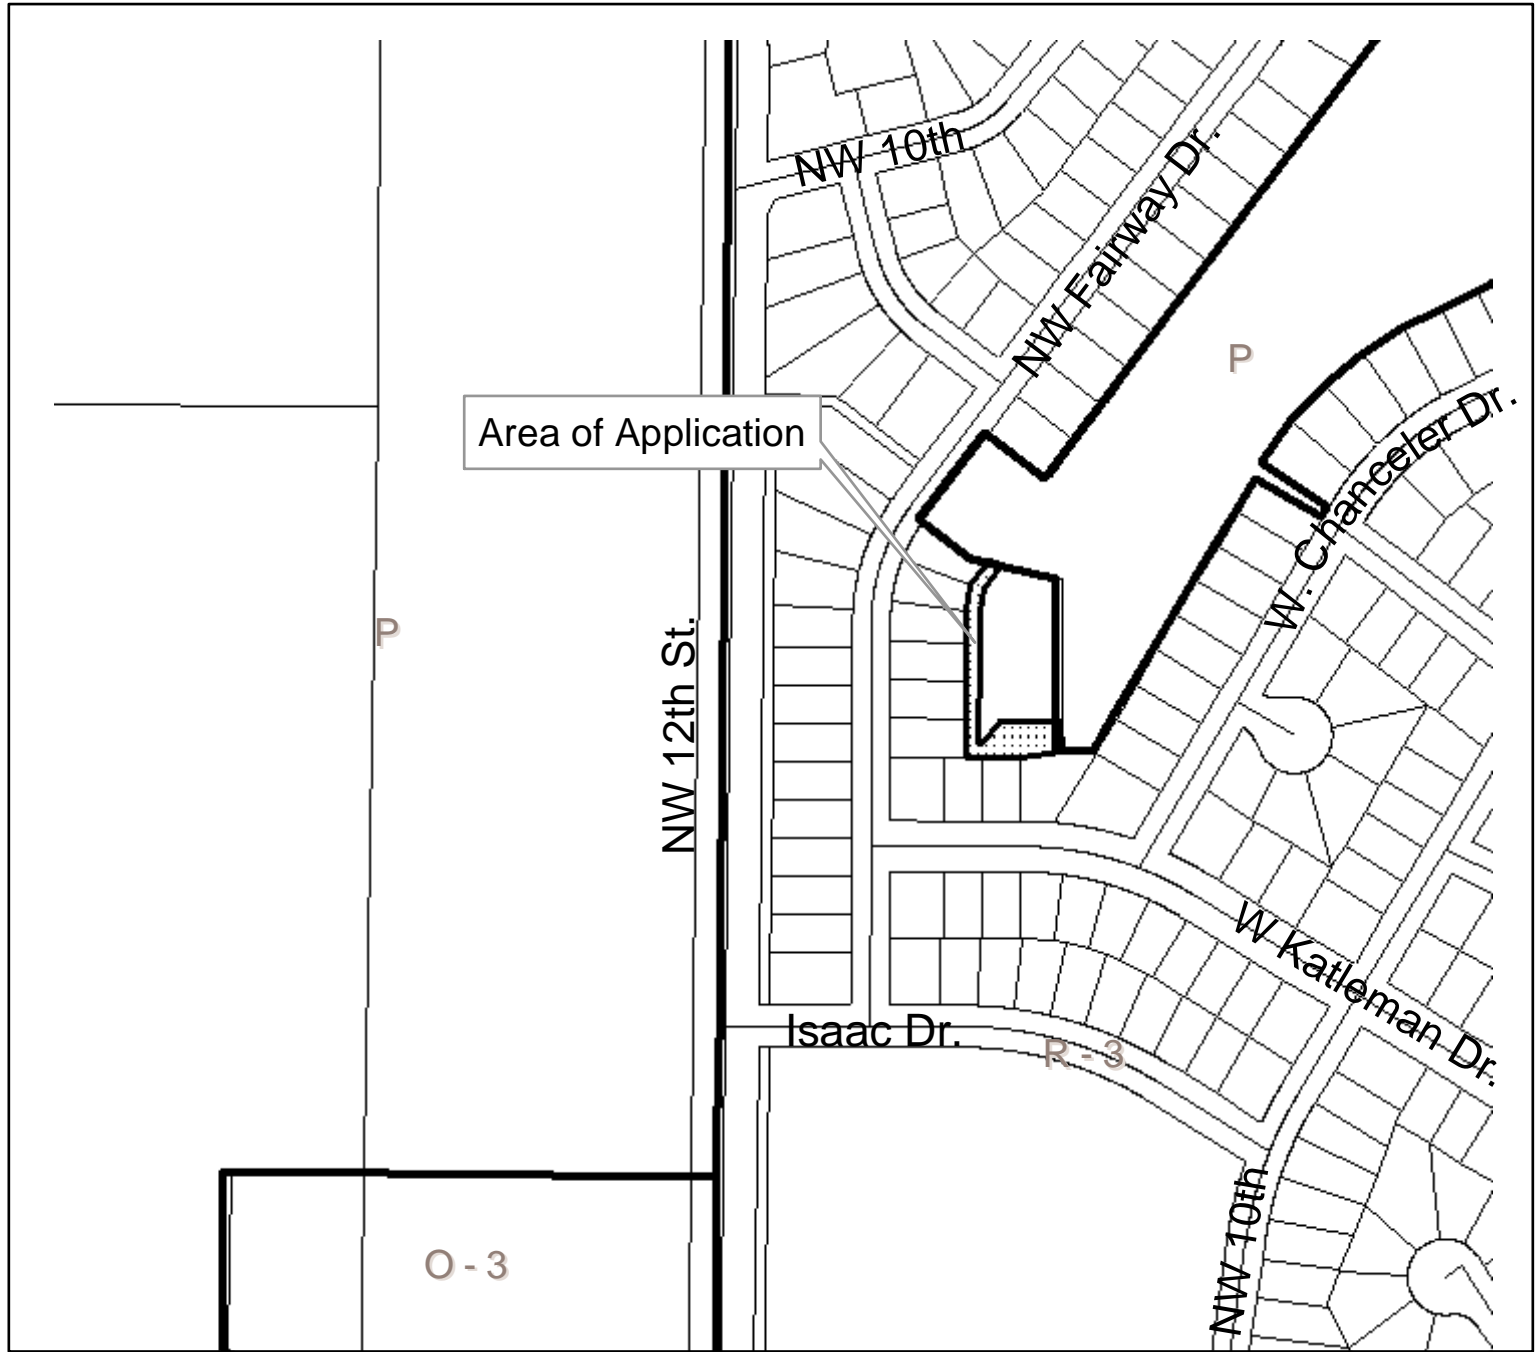 NW 10th
NW Fairway Dr.
P
W. Chanceler Dr.
Area of Application
P
NW 12th St.
W Katleman Dr.
Isaac Dr.
R - 3
NW 10th
O - 3